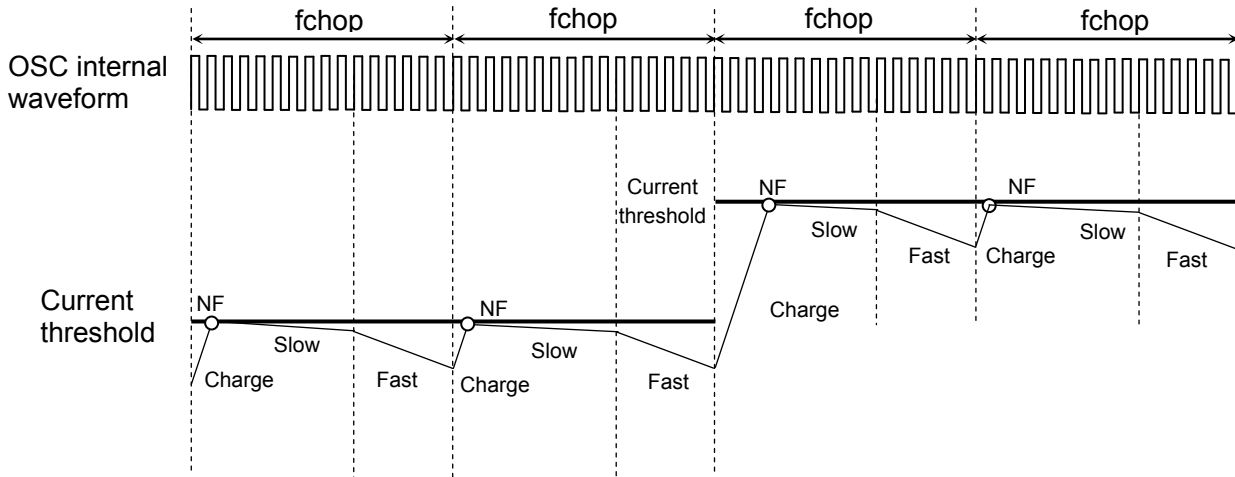 fchop fchop fchop fchop
OSC internal
waveform
Current
threshold
NF
Slow
Fast
Charge
NF
Slow
Fast
Charge
Current
threshold
NF
Slow
Charge
Fast
NF
Slow
Charge
Fast